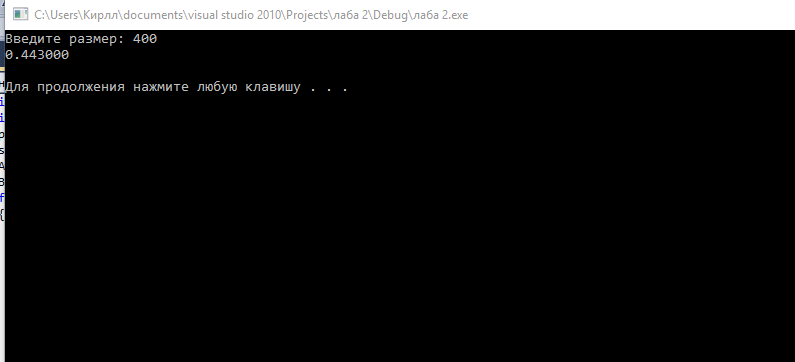 C:\Users\Кирлл\documents\visual studio 2010\Projects\лаба 2\Debug\лаба 2.exe
Введите размер: 400
0.443000
Для продолжения нажмите любую клавишу . . .